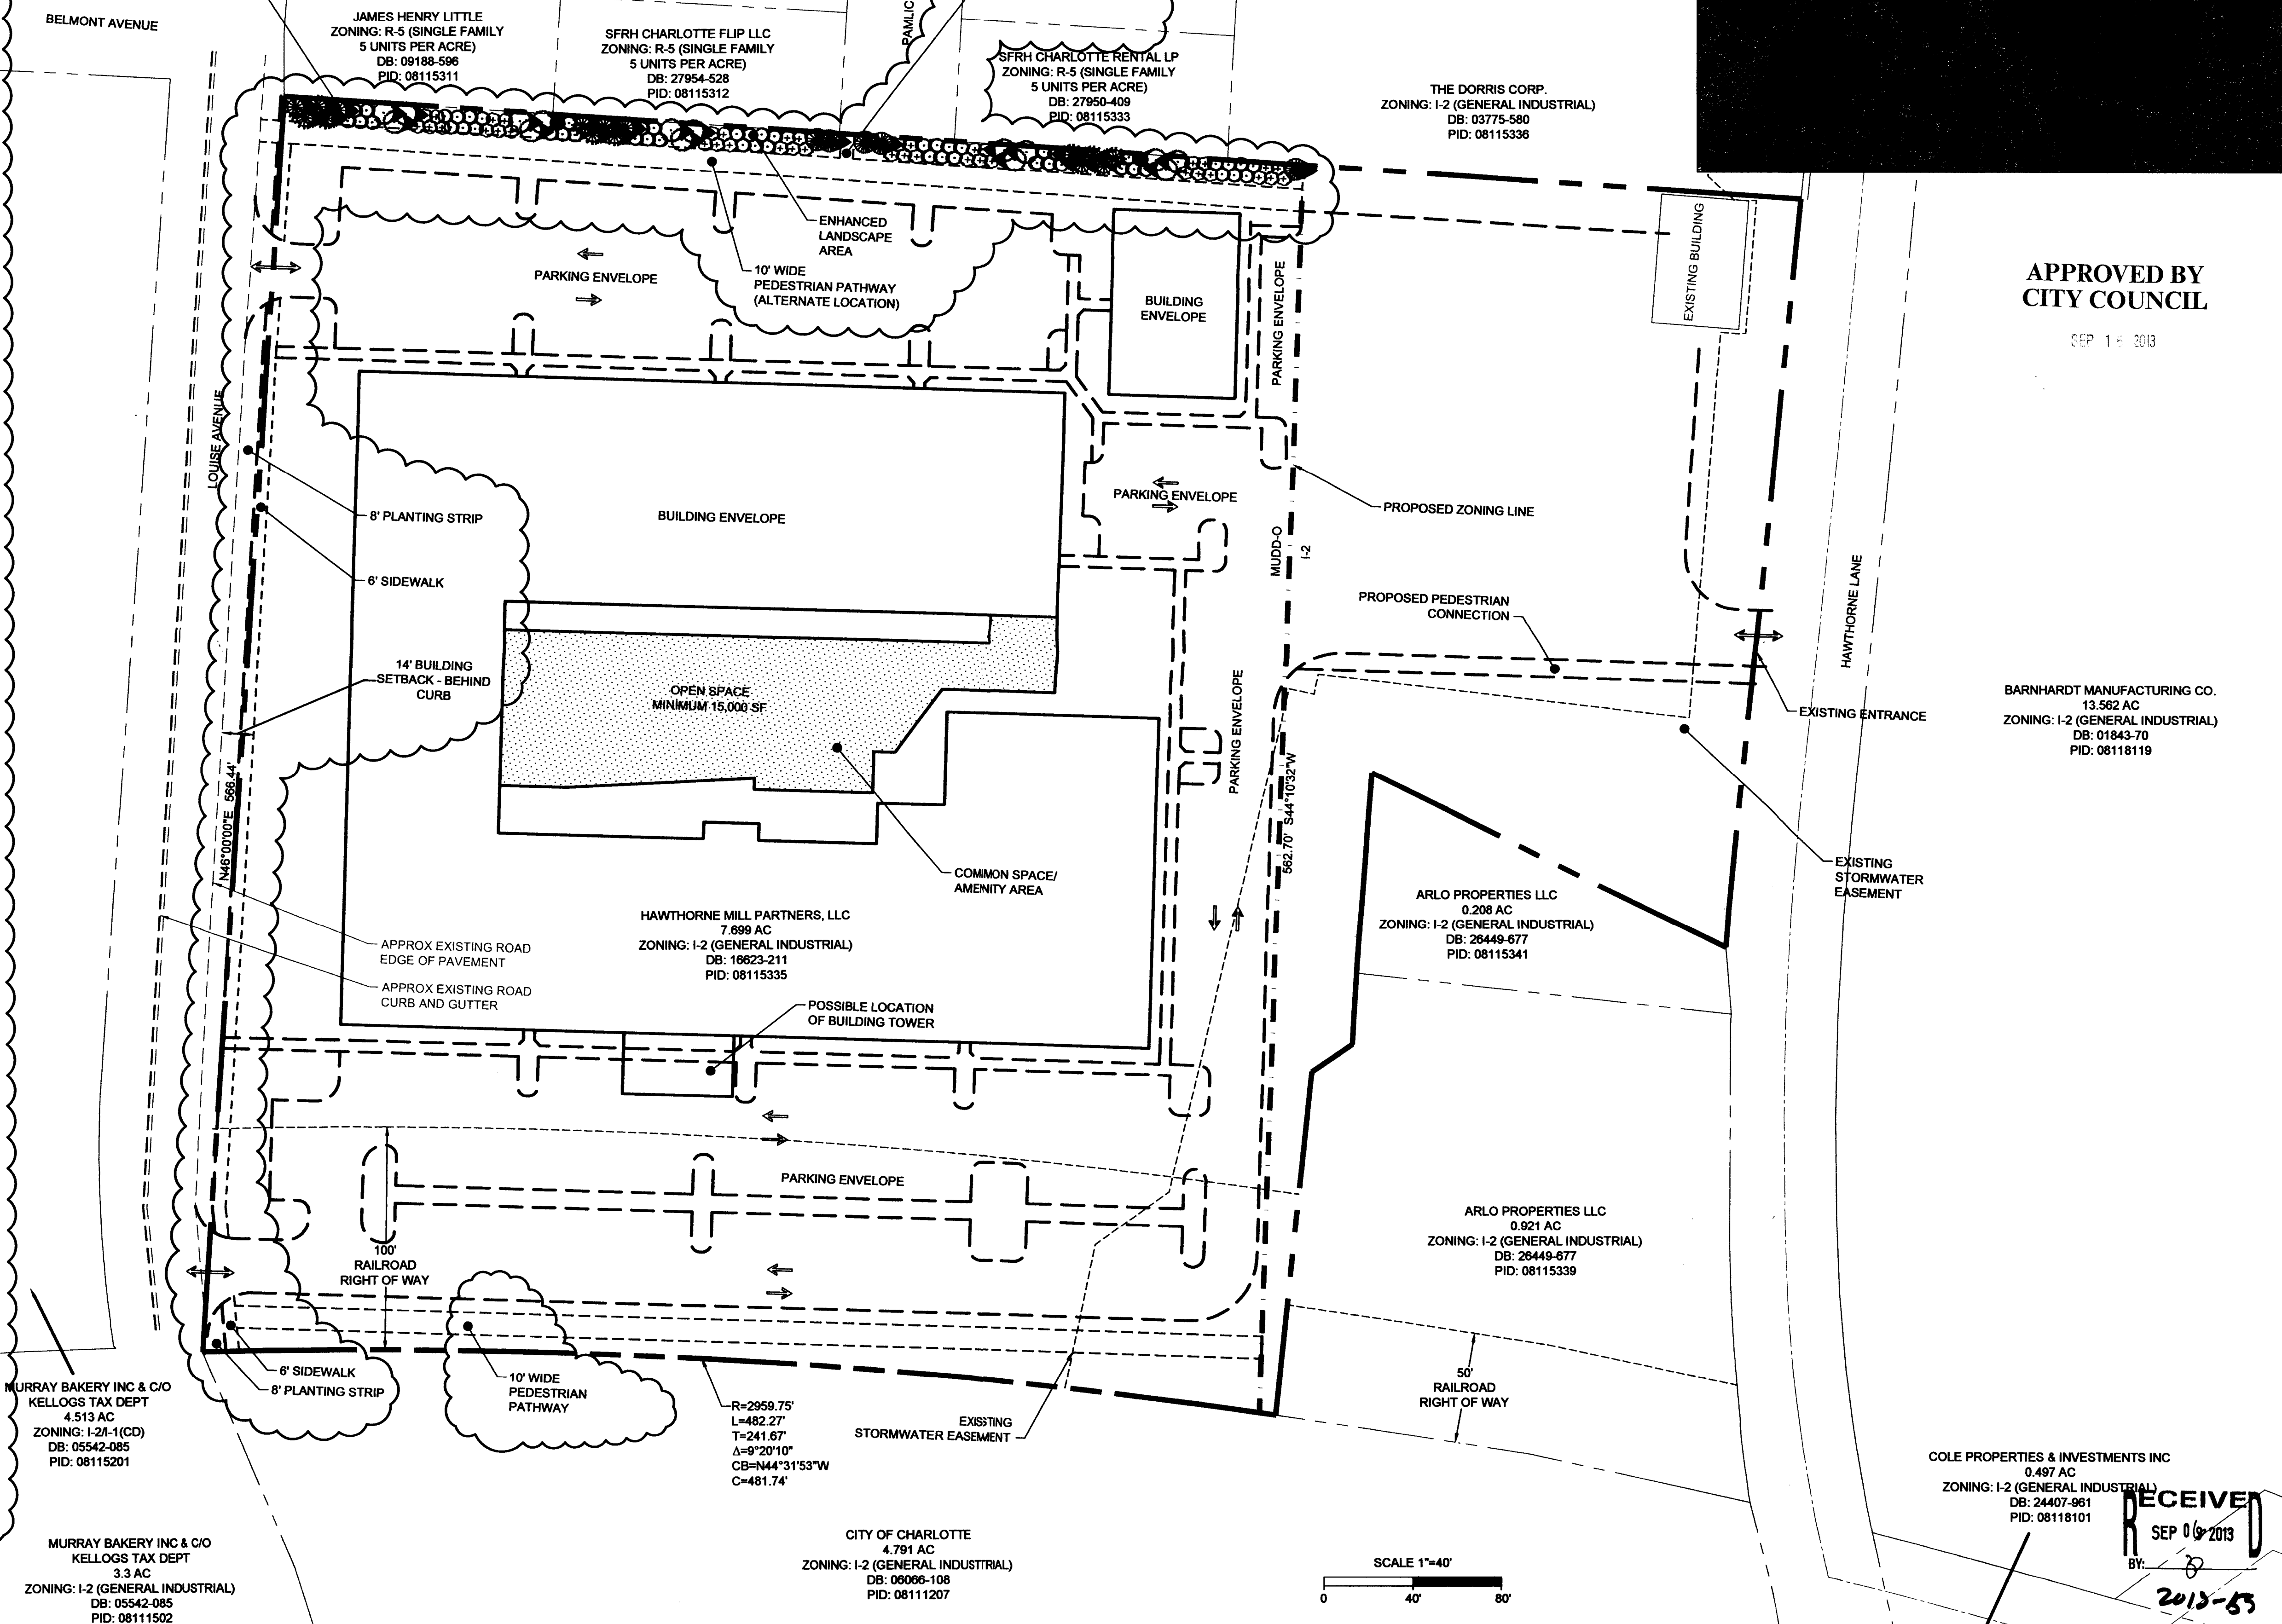 BELMONT AVENUE
JAMES HENRY LITTLE
ZONING: R-5 (SINGLE FAMILY
5 UNITS PER ACRE)
DB: 09188-596
PID: 08115311
SFRH CHARLOTTE FLIP LLC
ZONING: R-5 (SINGLE FAMILY
5 UNITS PER ACRE)
DB: 27954-528
PID: 08115312
SFRH CHARLOTTE RENTAL LP
ZONING: R-5 (SINGLE FAMILY
5 UNITS PER ACRE)
DB: 27950-409
PID: 08115333
THE DORRIS CORP.
ZONING: I-2 (GENERAL INDUSTRIAL)
DB: 03775-580
PID: 08115336
APPROVED BY
CITY COUNCIL
SEP 1 6 2013
ENHANCED
LANDSCAPE
AREA
PARKING ENVELOPE
10' WIDE
PEDESTRIAN PATHWAY
(ALTERNATE LOCATION)
BUILDING
ENVELOPE
PARKING ENVELOPE
EXISTING BUILDING
LOUISE AVENUE
8' PLANTING STRIP
BUILDING ENVELOPE
PARKING ENVELOPE
PROPOSED ZONING LINE
6' SIDEWALK
MUDD-O
I-2
PROPOSED PEDESTRIAN
CONNECTION
HAWTHORNE LANE
14' BUILDING
SETBACK - BEHIND
CURB
OPEN SPACE
MINIMUM 15,000 SF
PARKING ENVELOPE
EXISTING ENTRANCE
BARNHARDT MANUFACTURING CO.
13.562 AC
ZONING: I-2 (GENERAL INDUSTRIAL)
DB: 01843-70
PID: 08118119
N46°00'00"E 566.44'
562.70' S44°10'32"W
COMMON SPACE/
AMENITY AREA
EXISTING
STORMWATER
EASEMENT
ARLO PROPERTIES LLC
0.208 AC
ZONING: I-2 (GENERAL INDUSTRIAL)
DB: 26449-677
PID: 08115341
HAWTHORNE MILL PARTNERS, LLC
7.699 AC
ZONING: I-2 (GENERAL INDUSTRIAL)
DB: 16623-211
PID: 08115335
APPROX EXISTING ROAD
EDGE OF PAVEMENT
APPROX EXISTING ROAD
CURB AND GUTTER
POSSIBLE LOCATION
OF BUILDING TOWER
PARKING ENVELOPE
100'
RAILROAD
RIGHT OF WAY
ARLO PROPERTIES LLC
0.921 AC
ZONING: I-2 (GENERAL INDUSTRIAL)
DB: 26449-677
PID: 08115339
6' SIDEWALK
8' PLANTING STRIP
10' WIDE
PEDESTRIAN
PATHWAY
R=2959.75'
L=482.27'
T=241.67'
Δ=9°20'10"
CB=N44°31'53"W
C=481.74'
EXISTING
STORMWATER EASEMENT
50'
RAILROAD
RIGHT OF WAY
MURRAY BAKERY INC & C/O
KELLOGS TAX DEPT
4.513 AC
ZONING: I-2/I-1(CD)
DB: 05542-085
PID: 08115201
MURRAY BAKERY INC & C/O
KELLOGS TAX DEPT
3.3 AC
ZONING: I-2 (GENERAL INDUSTRIAL)
DB: 05542-085
PID: 08111502
CITY OF CHARLOTTE
4.791 AC
ZONING: I-2 (GENERAL INDUSTRIAL)
DB: 06066-108
PID: 08111207
SCALE 1"=40'
0 40' 80'
COLE PROPERTIES & INVESTMENTS INC
0.497 AC
ZONING: I-2 (GENERAL INDUSTRIAL)
DB: 24407-961
PID: 08118101
RECEIVED
SEP 2013
BY: